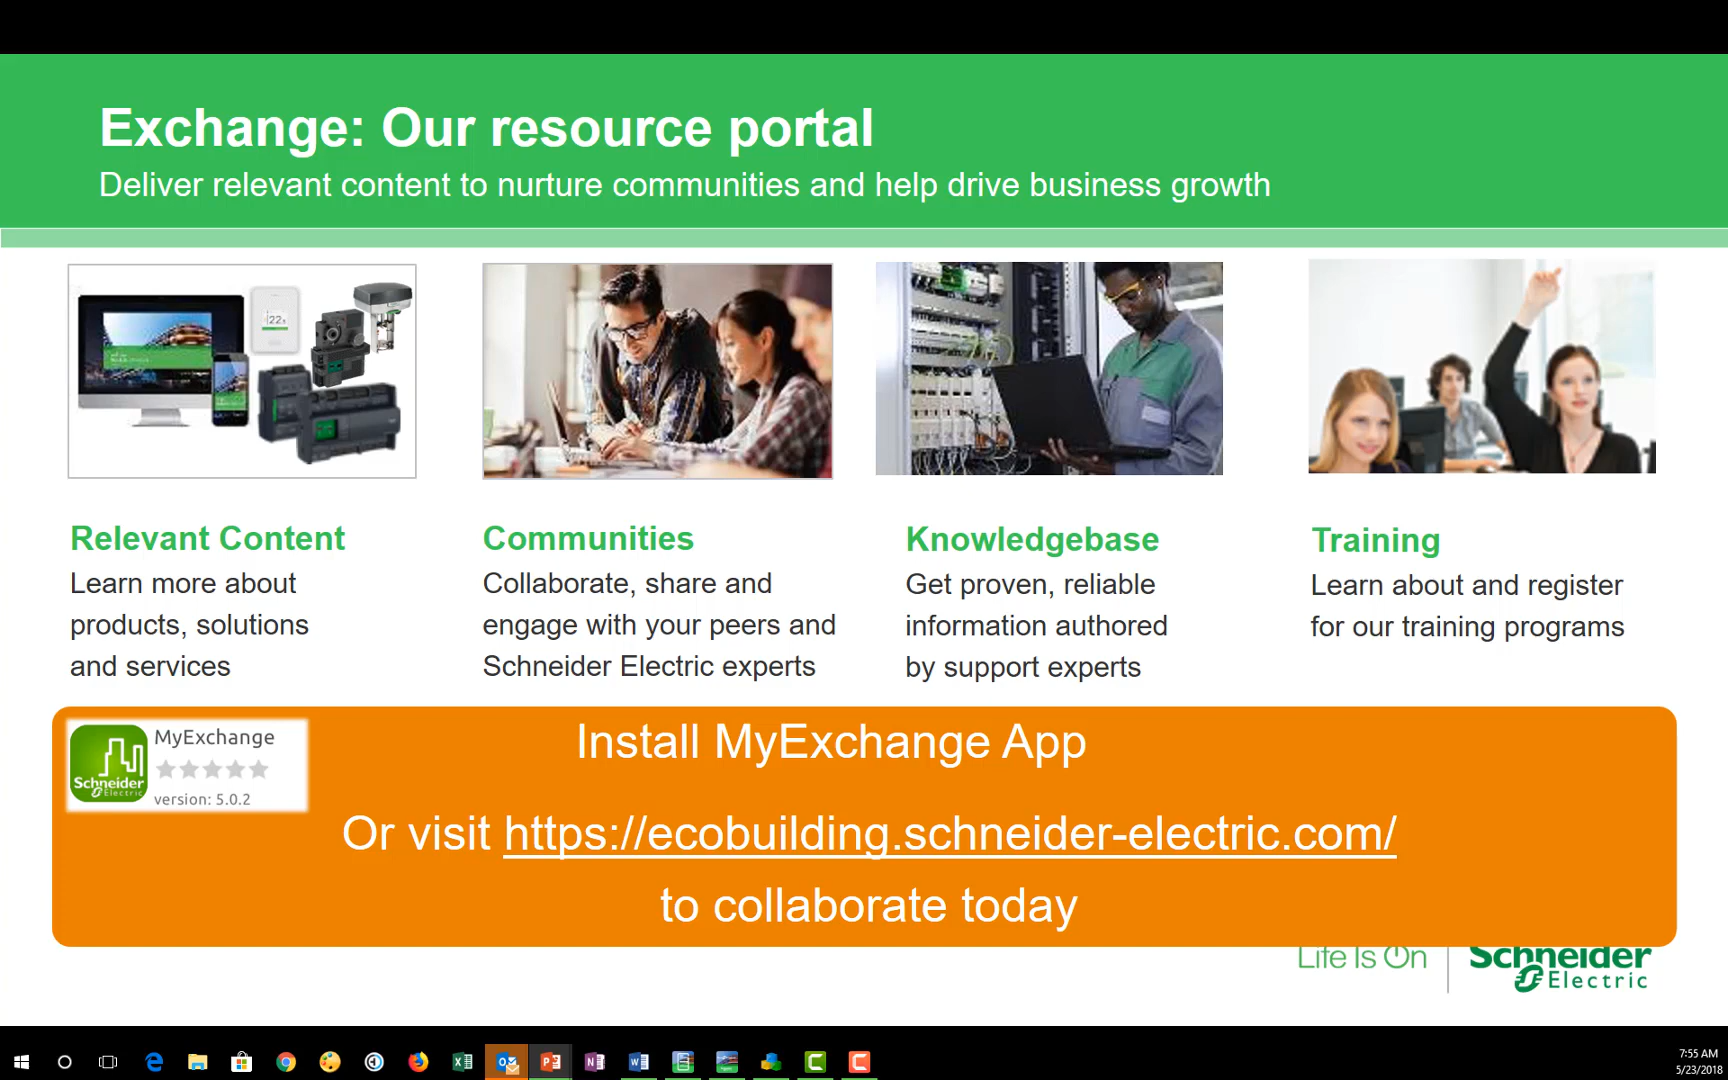 Exchange: Our resource portal
Deliver relevant content to nurture communities and help drive business growth
22
Relevant Content
Learn more about
products, solutions
and services
Communities
Collaborate, share and
engage with your peers and
Schneider Electric experts
Knowledgebase
Get proven, reliable
information authored
by support experts
Training
Learn about and register
for our training programs
Schneider
Electric
MyExchange
version: 5.0.2
Install MyExchange App
Or visit https://ecobuilding.schneider-electric.com/
to collaborate today
Life Is On
Schneider
Electric
7:55 AM
5/23/2018